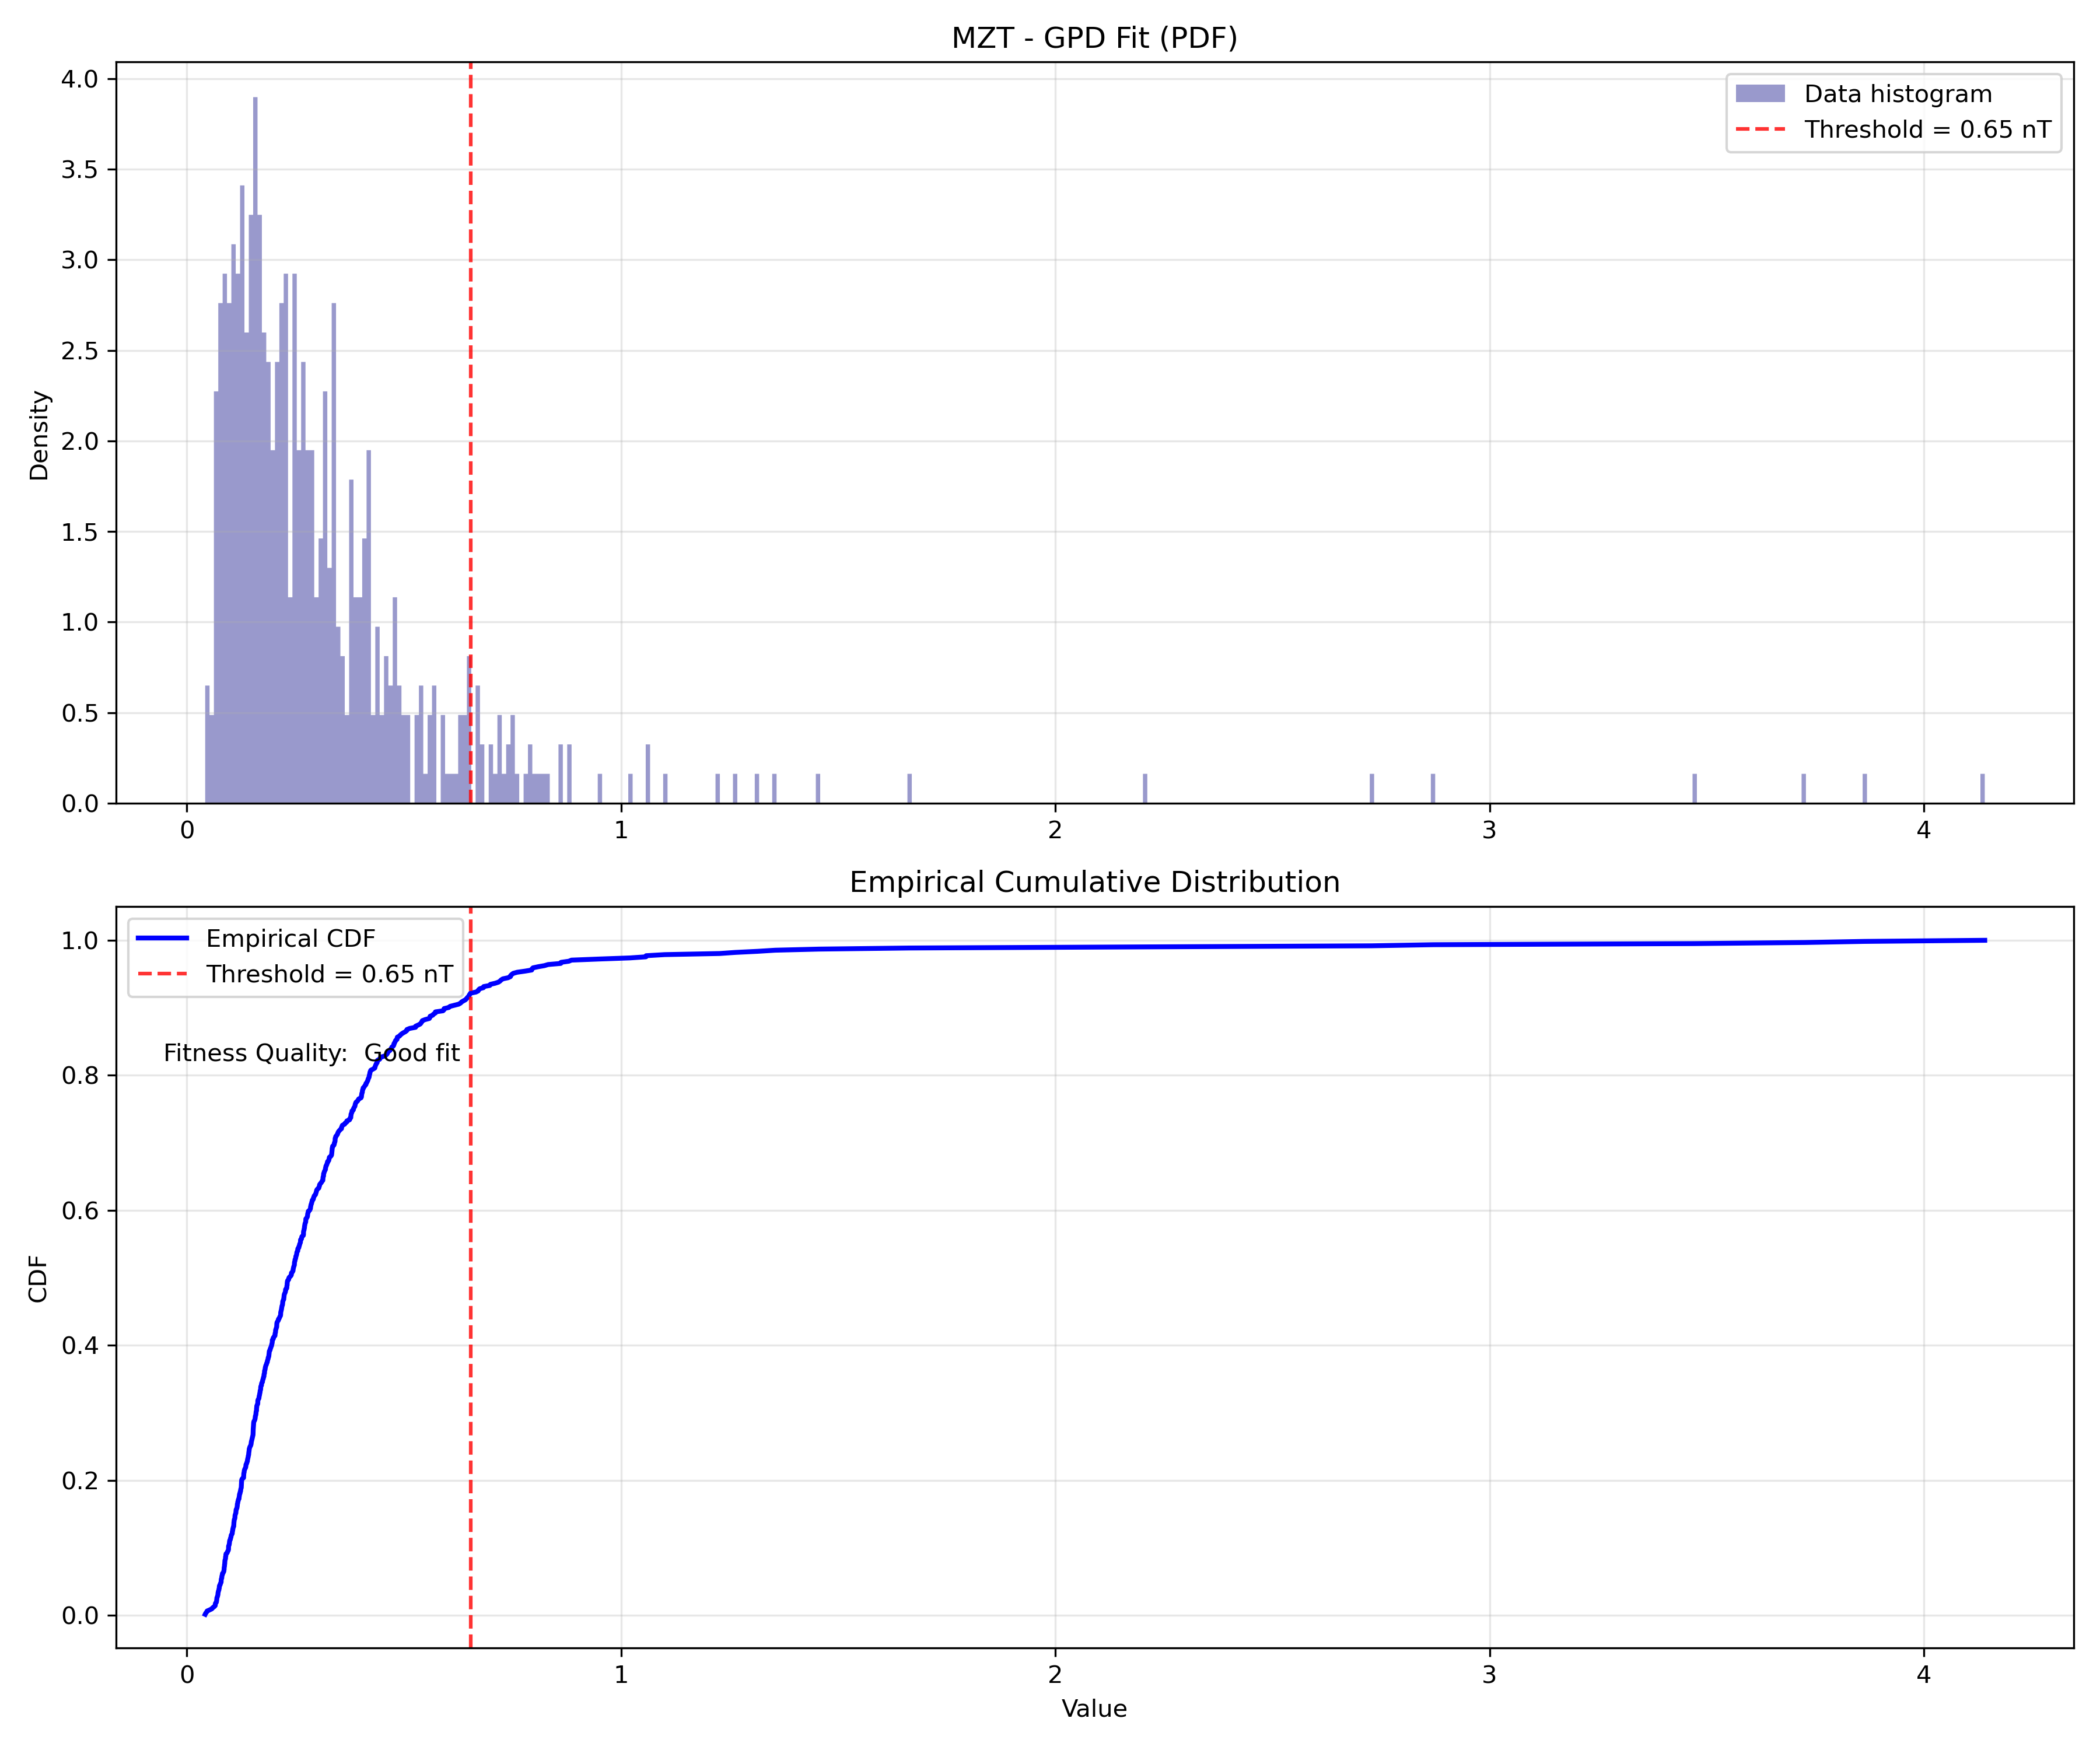 MZT - GPD Fit (PDF)
Data histogram
Threshold = 0.65 nT
4.0
3.5
3.0
2.5
2.0
1.5
1.0
0.5
0.0
Density
0 1 2 3 4
Empirical Cumulative Distribution
Empirical CDF
Threshold = 0.65 nT
Fitness Quality:  Good fit
1.0
0.8
0.6
0.4
0.2
0.0
CDF
0 1 2 3 4
Value